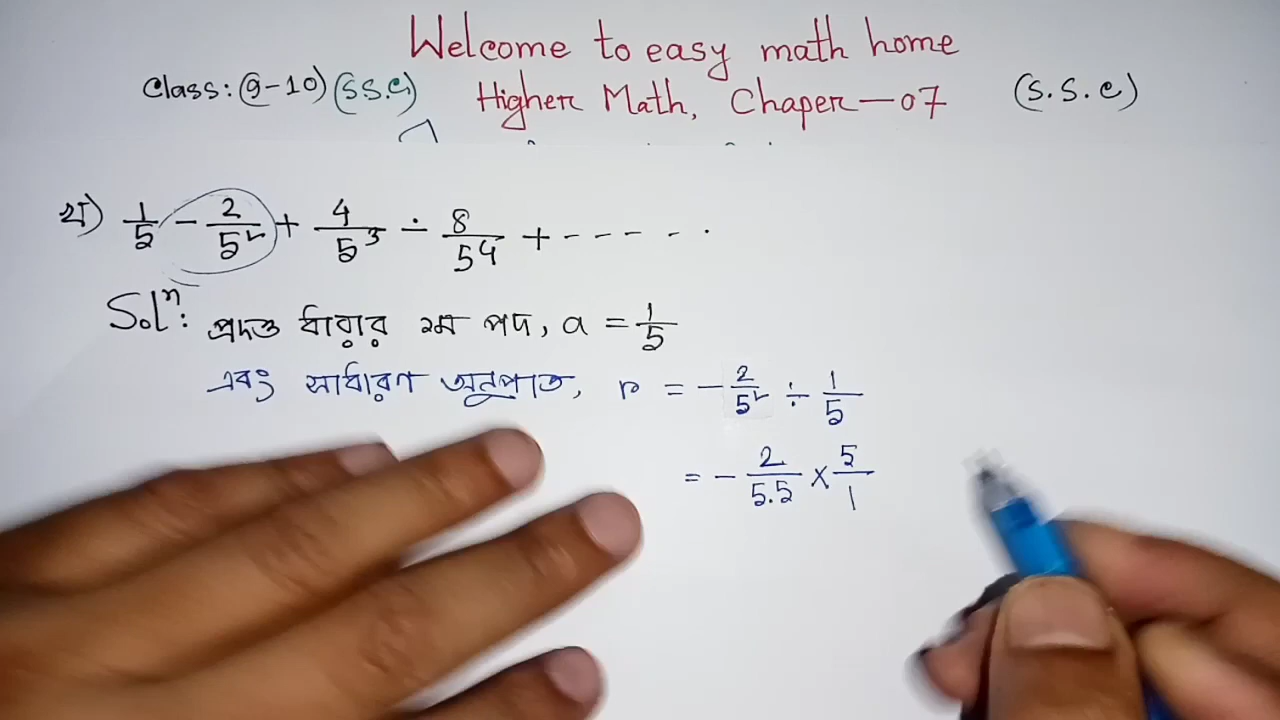 Welcome to easy math home
Class: (9-10) (S.S.C) Higher Math, Chaper-07 (S.S.C)
খ) 1/5 - 2/5² + 4/5³ ÷ 8/5⁴ + - - - - - .
Solⁿ: প্রদত্ত ধারার ১ম পদ, a = 1/5
এবং সাধারণ অনুপাত, r = - 2/5² ÷ 1/5
= - 2/5.5 × 5/1